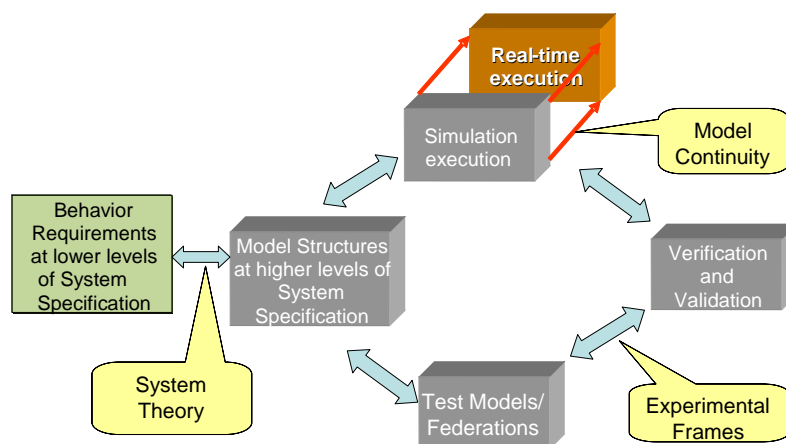 Real-time
execution
Simulation
execution
Model
Continuity
Behavior
Requirements
at lower levels
of System
Specification
Model Structures
at higher levels of
System
Specification
Verification
and
Validation
System
Theory
Test Models/
Federations
Experimental
Frames